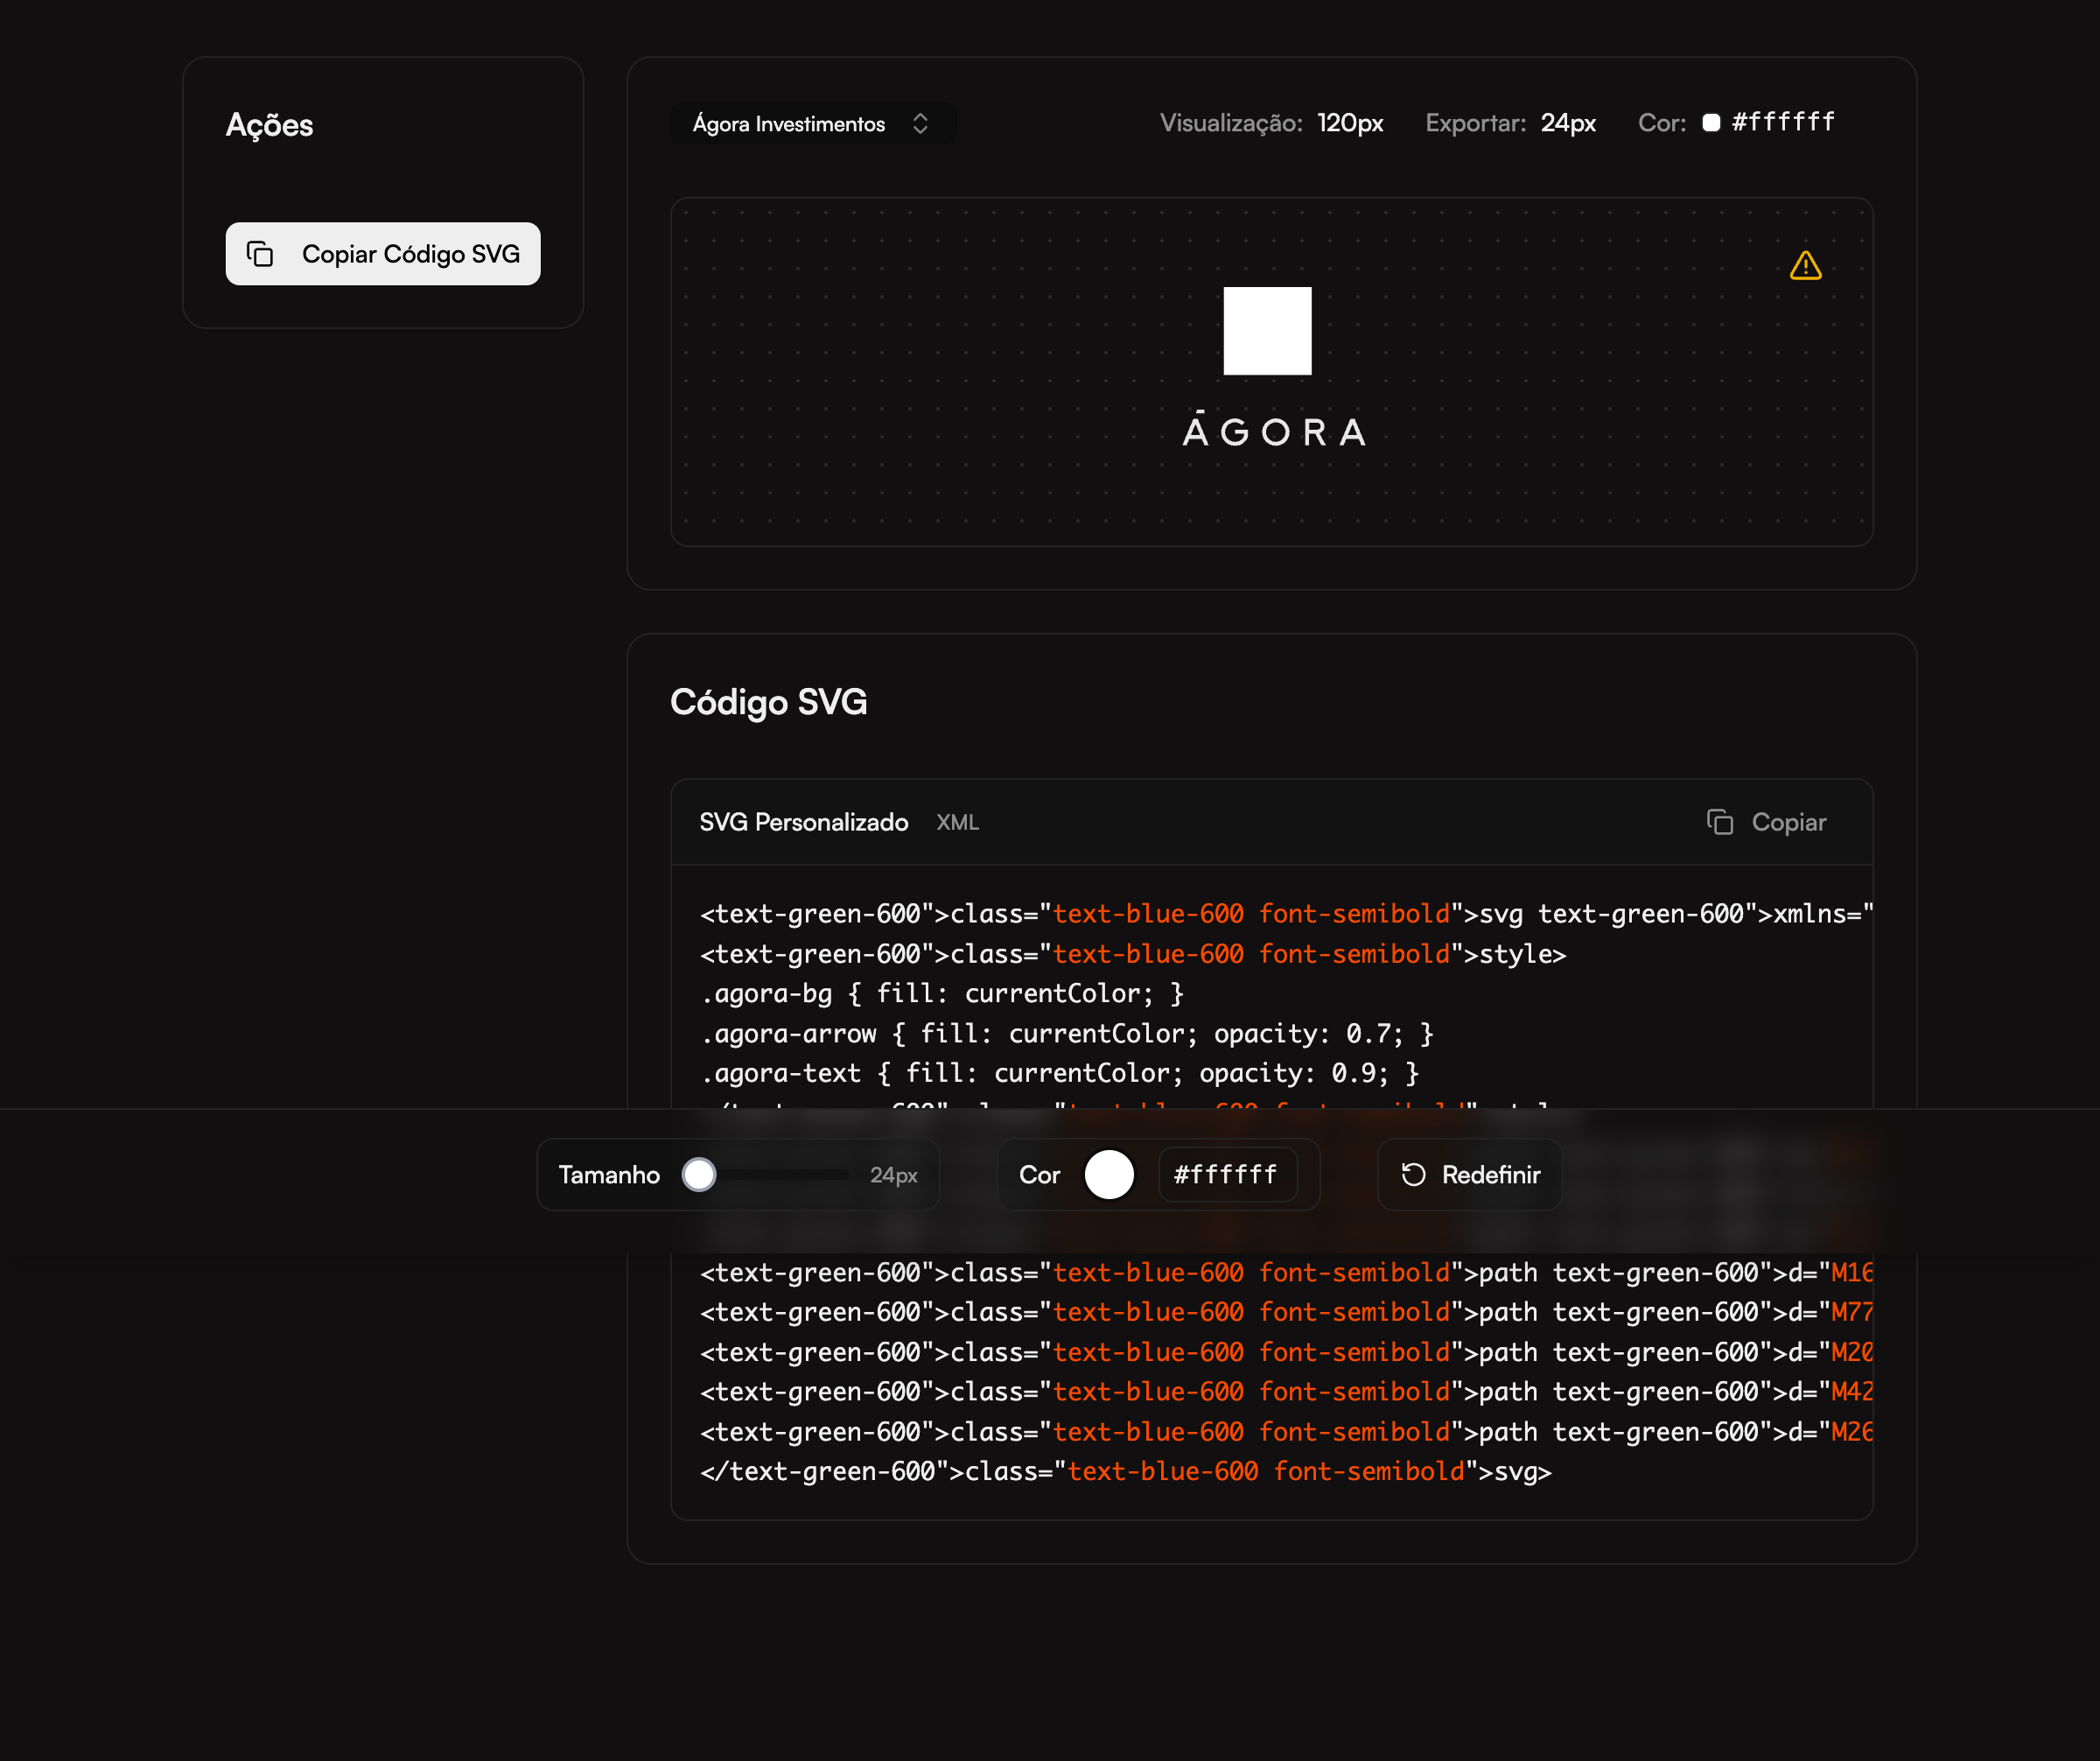 Ações
Copiar Código SVG
Ágora Investimentos
Visualização: 120px Exportar: 24px Cor: #ffffff
ÁGORA
Código SVG
SVG Personalizado XML Copiar
<text-green-600">class="text-blue-600 font-semibold">svg text-green-600">xmlns="
<text-green-600">class="text-blue-600 font-semibold">style>
.agora-bg { fill: currentColor; }
.agora-arrow { fill: currentColor; opacity: 0.7; }
.agora-text { fill: currentColor; opacity: 0.9; }
Tamanho 24px Cor #ffffff Redefinir
<text-green-600">class="text-blue-600 font-semibold">path text-green-600">d="M16
<text-green-600">class="text-blue-600 font-semibold">path text-green-600">d="M77
<text-green-600">class="text-blue-600 font-semibold">path text-green-600">d="M20
<text-green-600">class="text-blue-600 font-semibold">path text-green-600">d="M42
<text-green-600">class="text-blue-600 font-semibold">path text-green-600">d="M26
</text-green-600">class="text-blue-600 font-semibold">svg>